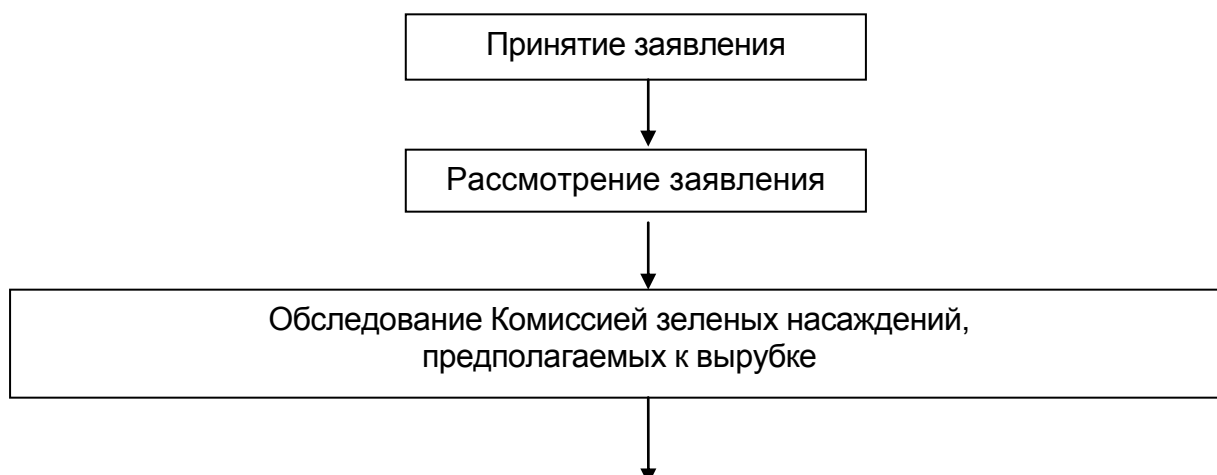 Принятие заявления
Рассмотрение заявления
Обследование Комиссией зеленых насаждений,
предполагаемых к вырубке